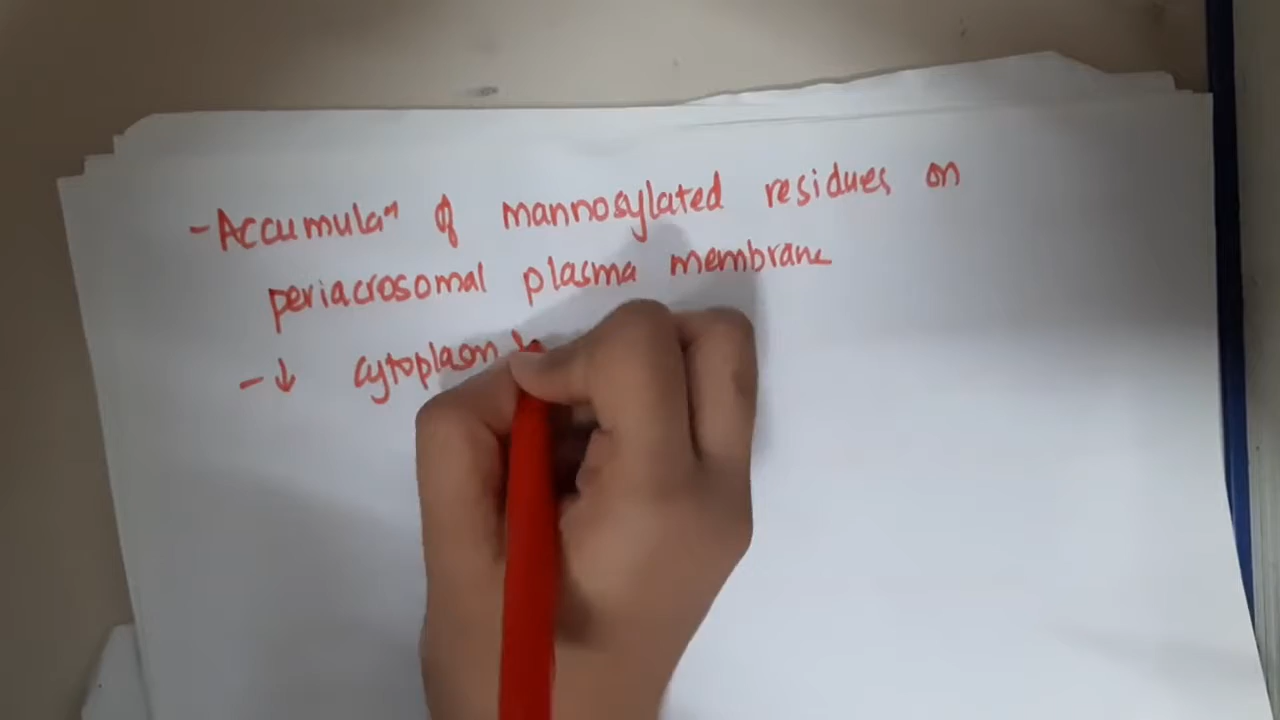 - Accumulaⁿ of mannosylated residues on
periacrosomal plasma membrane
- ↓ cytoplasm